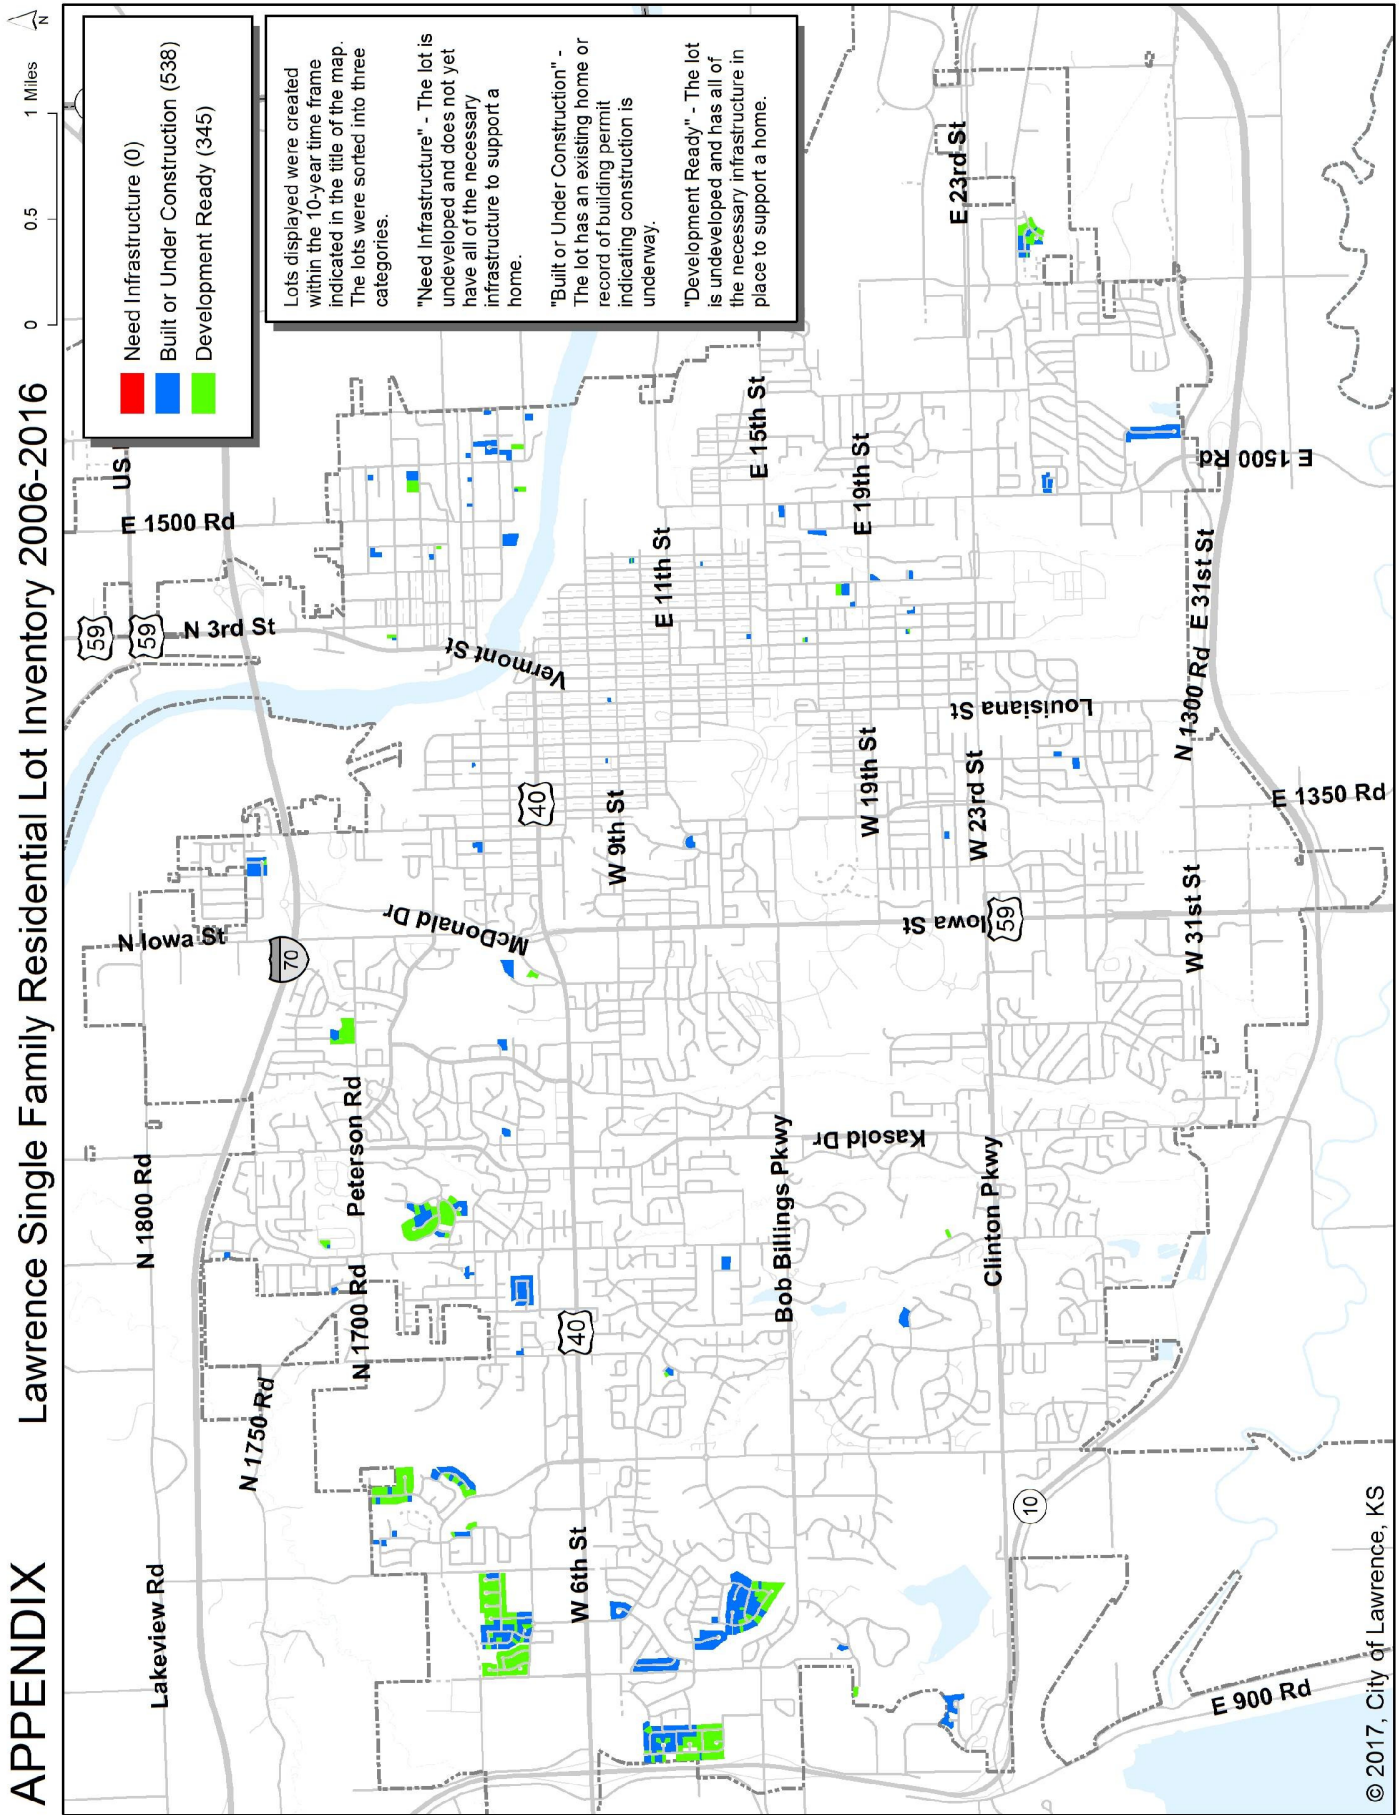 APPENDIX
Lawrence Single Family Residential Lot Inventory 2006-2016
0 0.5 1 Miles
N
Need Infrastructure (0)
Built or Under Construction (538)
Development Ready (345)
Lots displayed were created
within the 10-year time frame
indicated in the title of the map.
The lots were sorted into three
categories.
"Need Infrastructure" - The lot is
undeveloped and does not yet
have all of the necessary
infrastructure to support a
home.
"Built or Under Construction" -
The lot has an existing home or
record of building permit
indicating construction is
underway.
"Development Ready" - The lot
is undeveloped and has all of
the necessary infrastructure in
place to support a home.
US
E 1500 Rd
59
59
N 3rd St
N Iowa St
70
N 1800 Rd
Lakeview Rd
N 1750 Rd
Peterson Rd
N 1700 Rd
McDonald Dr
Vermont St
40
40
W 6th St
W 9th St
E 11th St
E 15th St
Bob Billings Pkwy
Kasold Dr
W 19th St
E 19th St
Iowa St
59
Louisiana St
W 23rd St
E 23rd St
Clinton Pkwy
10
W 31st St
N 1300 Rd
E 31st St
E 1500 Rd
E 1350 Rd
E 900 Rd
© 2017, City of Lawrence, KS